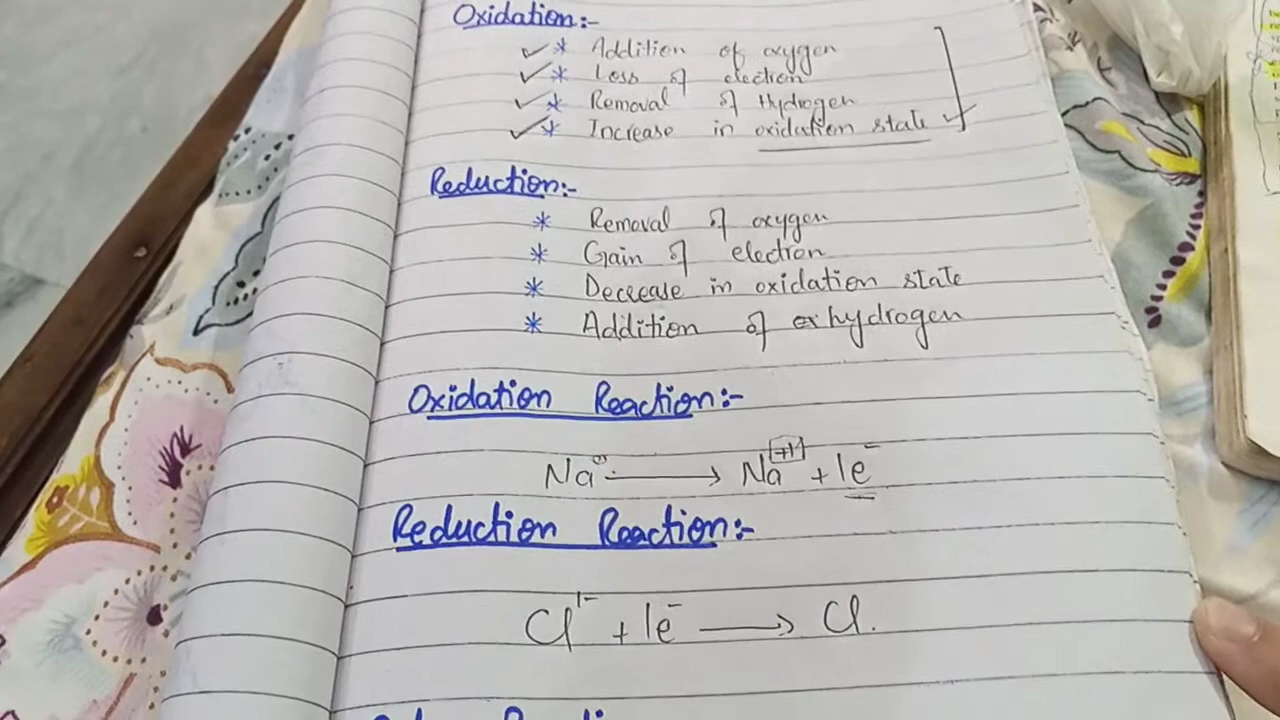 Oxidation:-
* Addition of oxygen
* Loss of electron
* Removal of Hydrogen
* Increase in oxidation state
Reduction:-
* Removal of oxygen
* Gain of electron
* Decrease in oxidation state
* Addition of hydrogen
Oxidation Reaction:-
Na⁰ ⟶ Na⁺¹ + 1e⁻
Reduction Reaction:-
Cl¹⁻ + 1e⁻ ⟶ Cl.